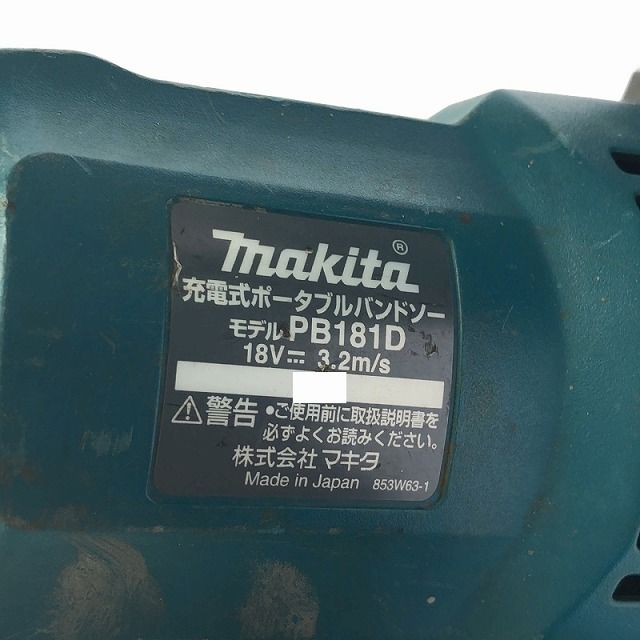 makita®
充電式ポータブルバンドソー
モデル PB181D
18V⎓ 3.2m/s
⚠警告 •ご使用前に取扱説明書を
必ずよくお読みください。
株式会社 マキタ
Made in Japan 853W63-1